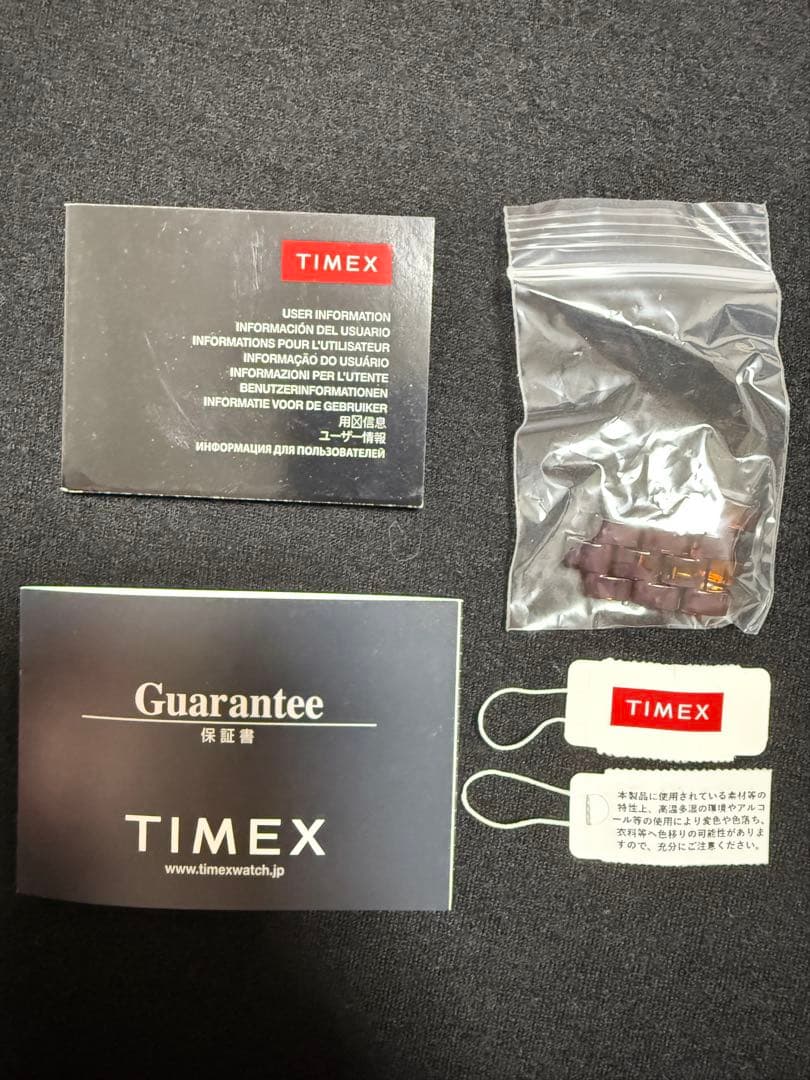 TIMEX
USER INFORMATION
INFORMACIÓN DEL USUARIO
INFORMATIONS POUR L'UTILISATEUR
INFORMAÇÃO DO USUÁRIO
INFORMAZIONI PER L'UTENTE
BENUTZERINFORMATIONEN
INFORMATIE VOOR DE GEBRUIKER
用☒信息
ユーザー情報
ИНФОРМАЦИЯ ДЛЯ ПОЛЬЗОВАТЕЛЕЙ
Guarantee
保証書
TIMEX
www.timexwatch.jp
TIMEX
本製品に使用されている素材等の
特性上、高温多湿の環境やアルコ
ール等の使用により変色や色落ち、
衣料等へ色移りの可能性がありま
すので、充分にご注意ください。